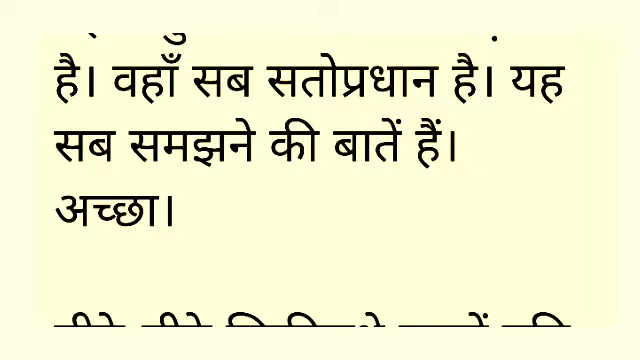 है। वहाँ सब सतोप्रधान है। यह
सब समझने की बातें हैं।
अच्छा।